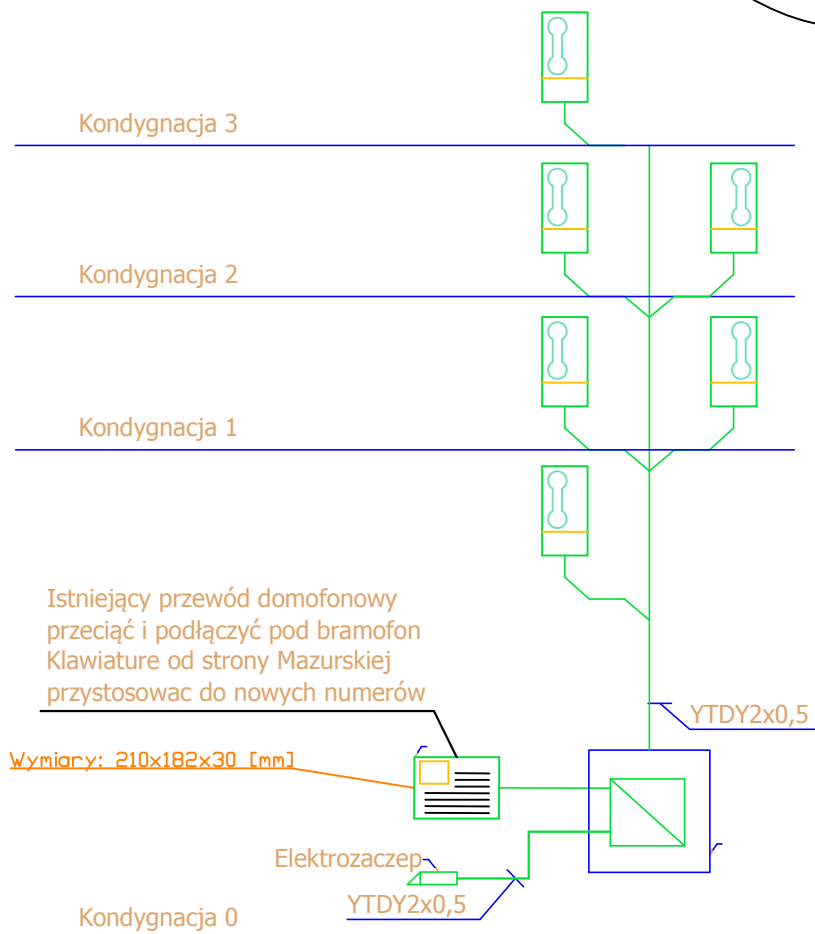 Kondygnacja 3
Kondygnacja 2
Kondygnacja 1
Istniejący przewód domofonowy
przeciąć i podłączyć pod bramofon
Klawiature od strony Mazurskiej
przystosowac do nowych numerów
YTDY2x0,5
Wymiary: 210x182x30 [mm]
Elektrozaczep
YTDY2x0,5
Kondygnacja 0